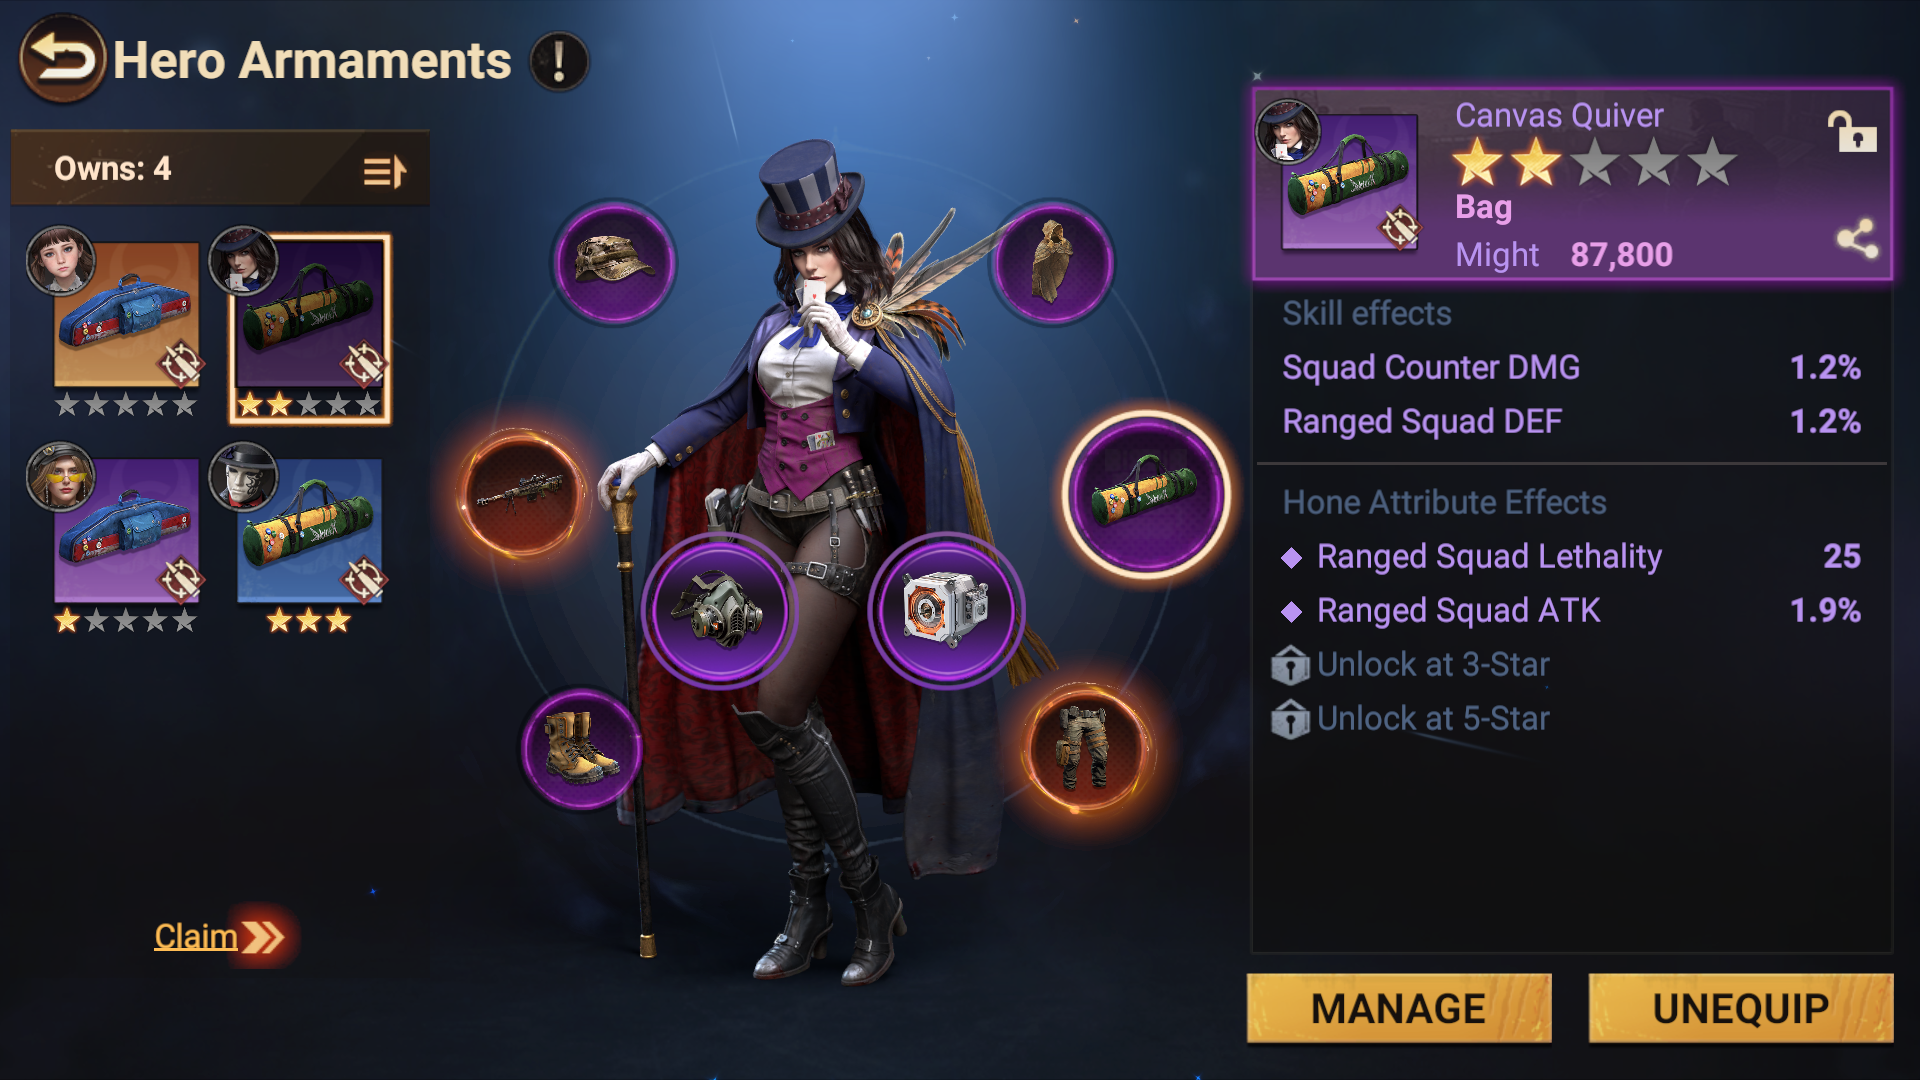 Hero Armaments
Owns: 4
Claim
Canvas Quiver
Bag
Might 87,800
Skill effects
Squad Counter DMG 1.2%
Ranged Squad DEF 1.2%
Hone Attribute Effects
Ranged Squad Lethality 25
Ranged Squad ATK 1.9%
Unlock at 3-Star
Unlock at 5-Star
MANAGE
UNEQUIP